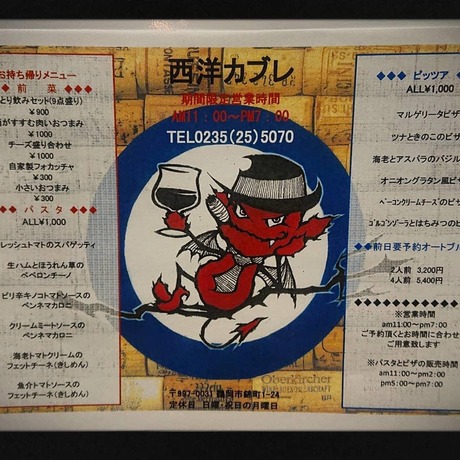 西洋カブレ
期間限定営業時間
AM11:00～PM7:00
TEL0235(25)5070
お持ち帰りメニュー
◆◆◆ 前 菜 ◆◆◆
とり飲みセット(9点盛り)
¥900
がすすむ肉いおつまみ
¥1000
チーズ盛り合わせ
¥1000
自家製フォカッチャ
¥300
小さいおつまみ
¥300
◆◆◆ パスタ ◆◆◆
ALL¥1,000
レッシュトマトのスパゲッティ
生ハムとほうれん草の
ペペロンチーノ
ピリ辛キノコトマトソースの
ペンネマカロニ
クリームミートソースの
ペンネマカロニ
海老トマトクリームの
フェットチーネ(きしめん)
魚介トマトソースの
フェットチーネ(きしめん)
◆◆◆ ピッツア ◆◆
ALL¥1,000
マルゲリータピザ
ツナときのこのピザ
海老とアスパラのバジル
オニオングラタン風ピ
ベーコンクリームチーズのピ
ゴルゴンゾーラとはちみつのピ
◆◆前日要予約オードブル
2人前 3,200円
4人前 5,400円
※営業時間
am11:00～pm7:00
ご予約頂くとお時間に合わせ
ご用意致します
※パスタとピザの販売時間
am11:00～pm2:00
pm5:00～pm7:00
Oberkircher
〒997-0031 鶴岡市錦町1-24
定休日 日曜・祝日の月曜日